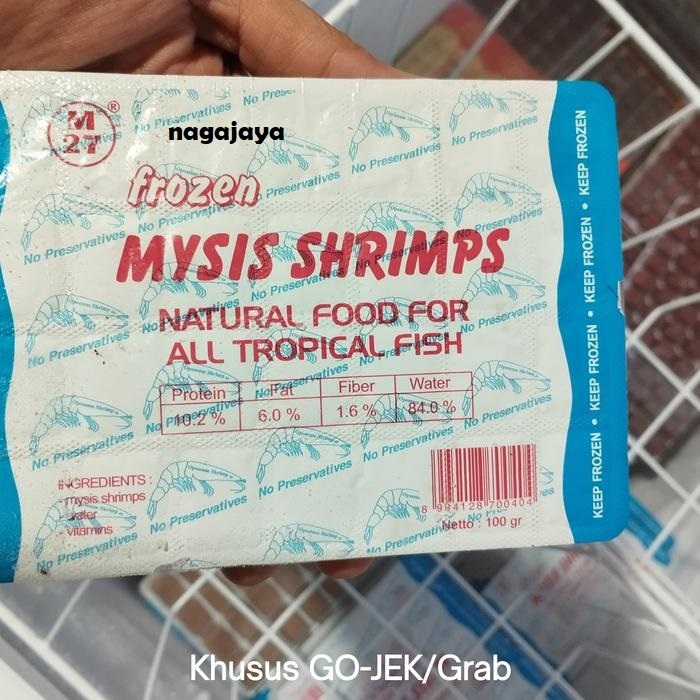 M
27
®
nagajaya
frozen
MYSIS SHRIMPS
NATURAL FOOD FOR
ALL TROPICAL FISH
Protein Fat Fiber Water
10.2 % 6.0 % 1.6 % 84.0 %
INGREDIENTS :
mysis shrimps
water
vitamins
8 994128 700404
Netto : 100 gr
No Preservatives
KEEP FROZEN • KEEP FROZEN • KEEP FROZEN • KEEP FROZEN
Khusus GO-JEK/Grab